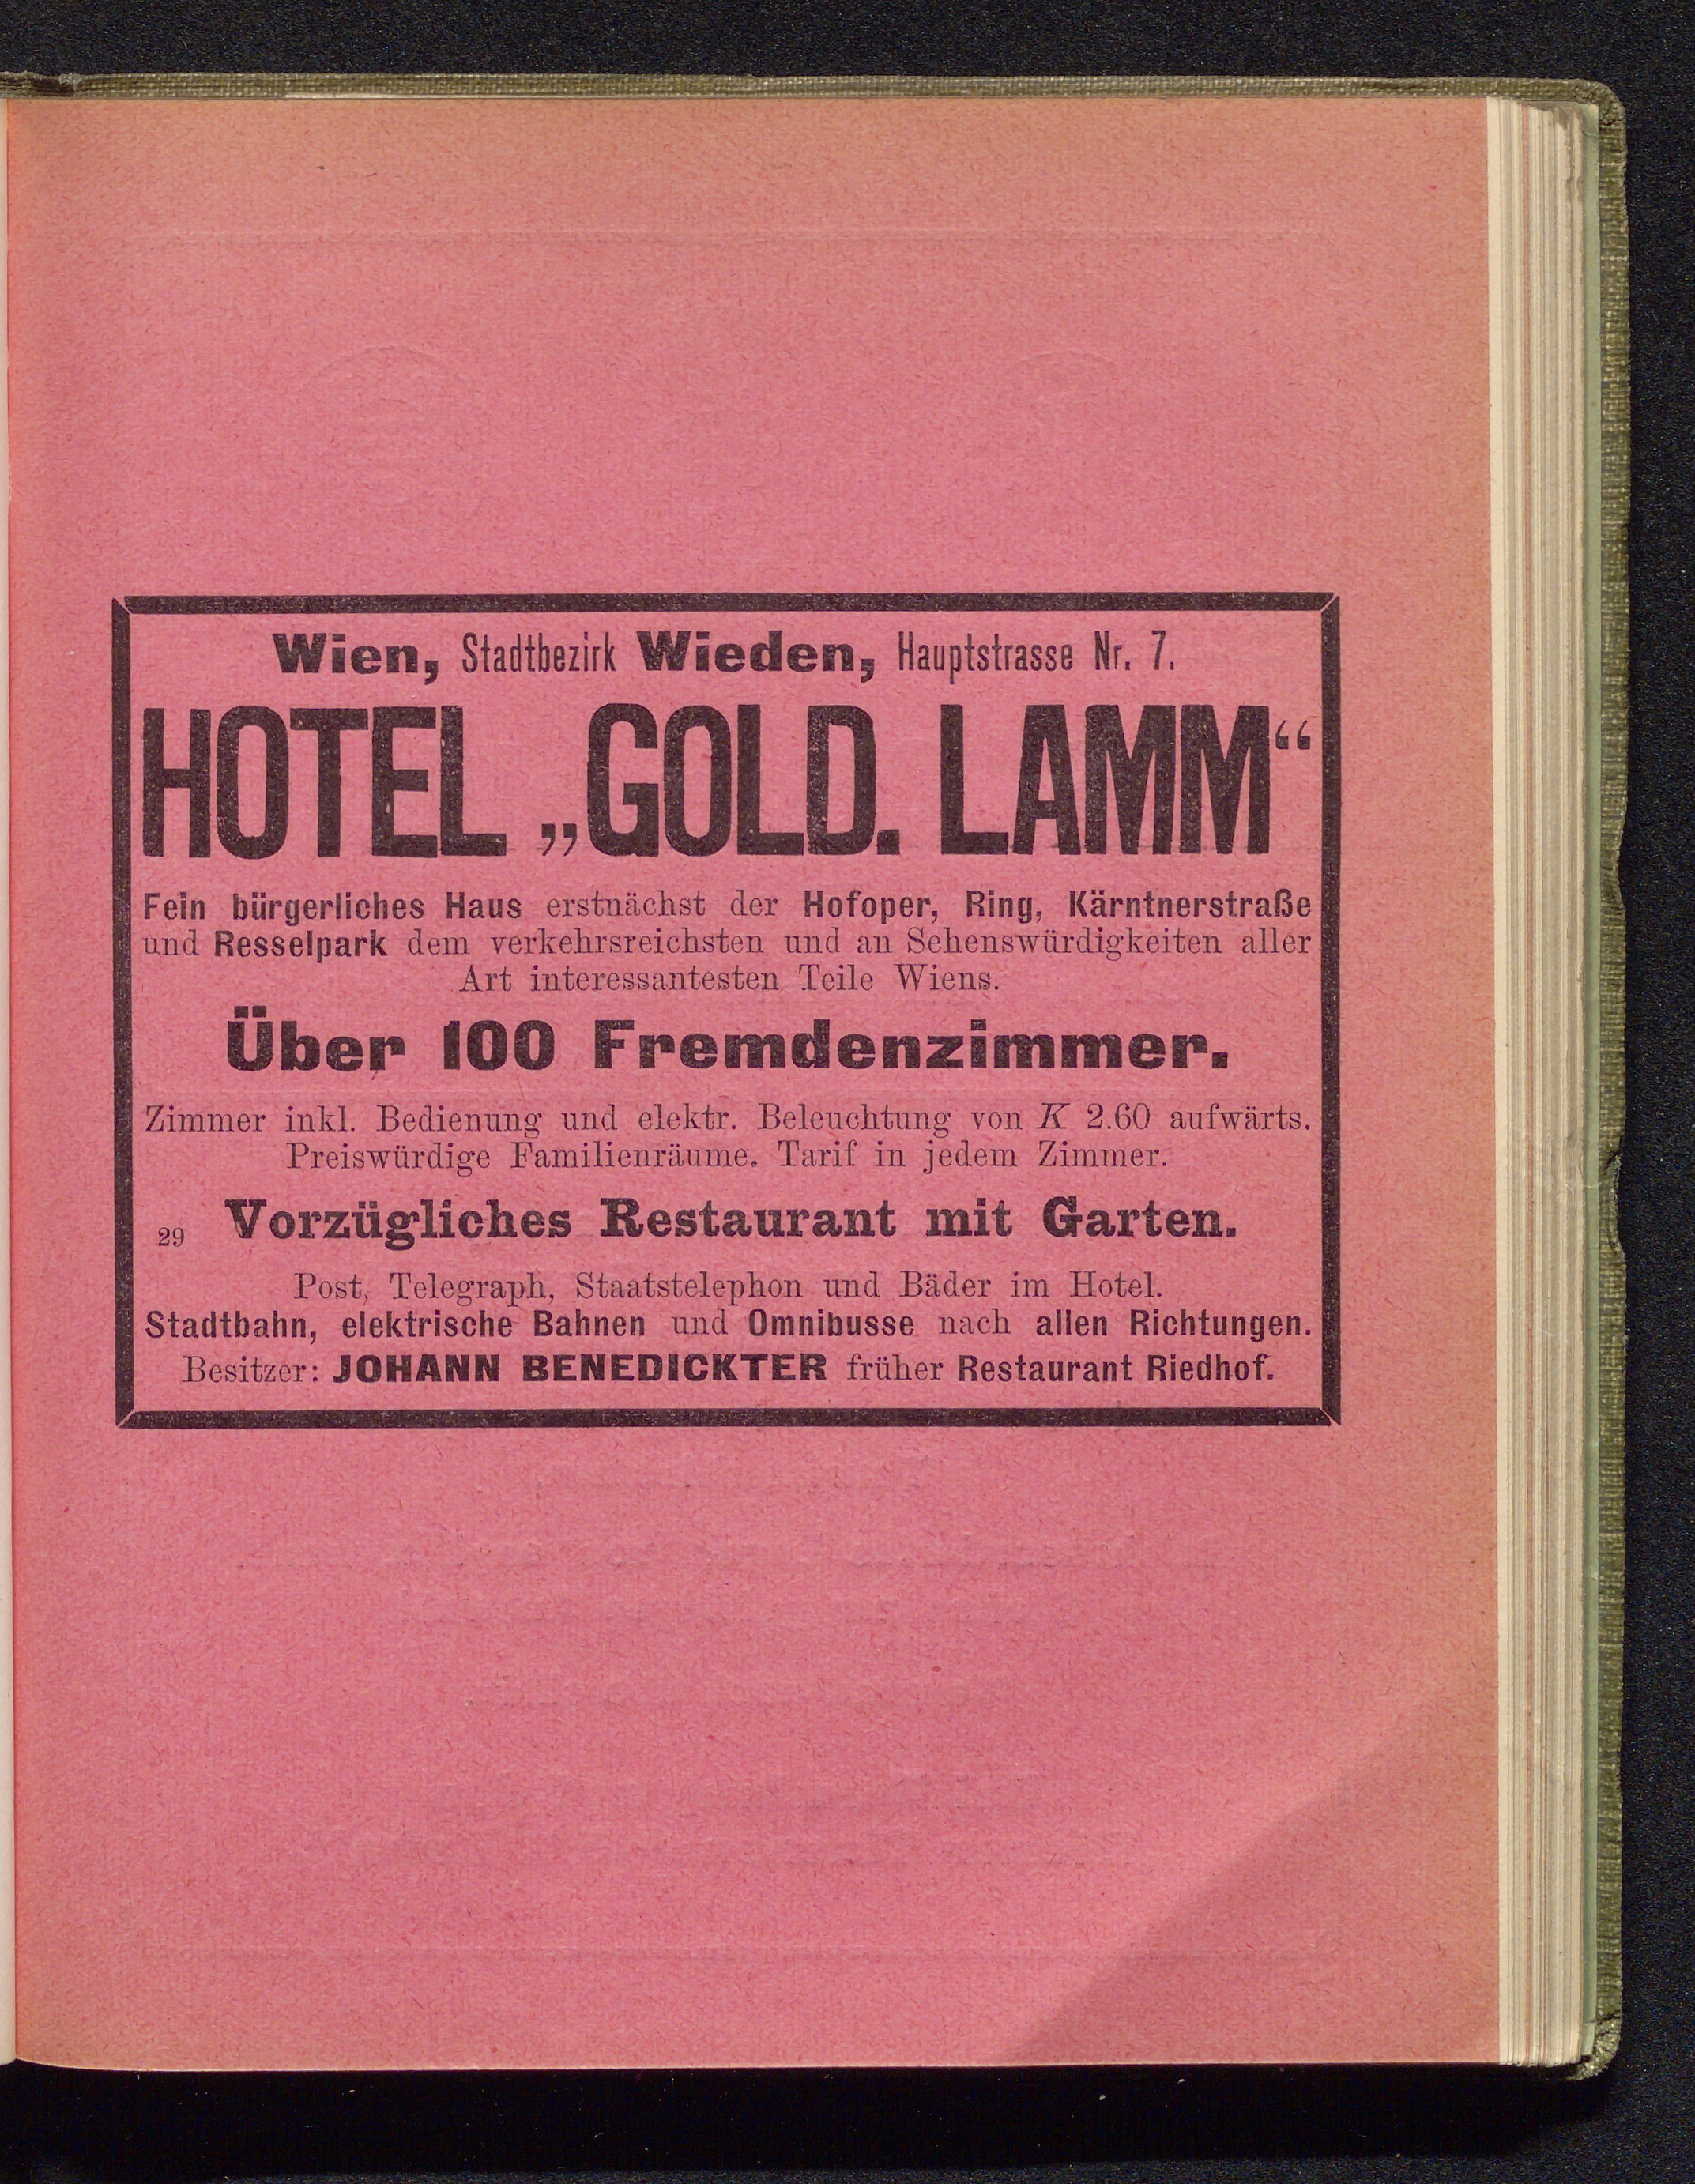 Wien, Stadtbezirk Wieden, Hauptstrasse Nr. 7.
HOTEL „GOLD. LAMM“
Fein bürgerliches Haus erstnächst der Hofoper, Ring, Kärntnerstraße
und Resselpark dem verkehrsreichsten und an Sehenswürdigkeiten aller
Art interessantesten Teile Wiens.
Über 100 Fremdenzimmer.
Zimmer inkl. Bedienung und elektr. Beleuchtung von K 2.60 aufwärts.
Preiswürdige Familienräume. Tarif in jedem Zimmer.
29 Vorzügliches Restaurant mit Garten.
Post, Telegraph, Staatstelephon und Bäder im Hotel.
Stadtbahn, elektrische Bahnen und Omnibusse nach allen Richtungen.
Besitzer: JOHANN BENEDICKTER früher Restaurant Riedhof.